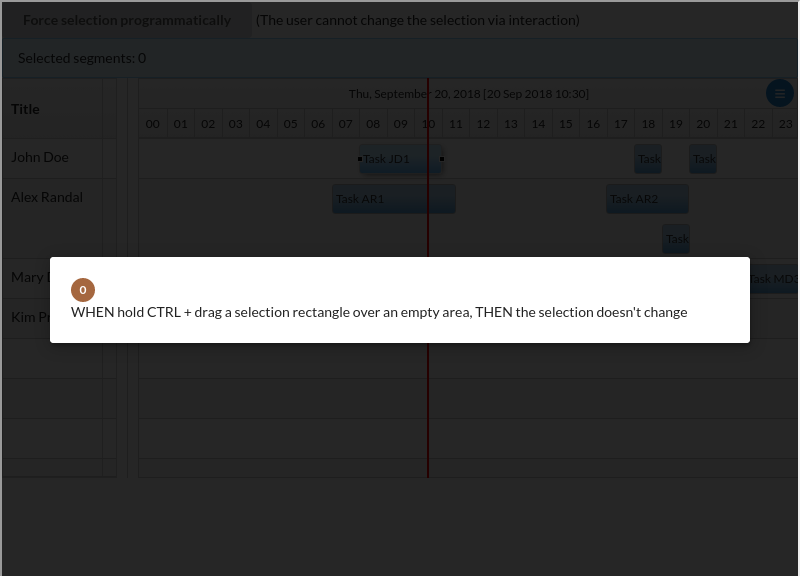 Force selection programmatically (The user cannot change the selection via interaction)
Selected segments: 0
Title
Thu, September 20, 2018 [20 Sep 2018 10:30]
00 01 02 03 04 05 06 07 08 09 10 11 12 13 14 15 16 17 18 19 20 21 22 23
John Doe
Task JD1
Task
Task
Alex Randal
Task AR1
Task AR2
Task
Mary
Task MD3
Kim
0
WHEN hold CTRL + drag a selection rectangle over an empty area, THEN the selection doesn't change